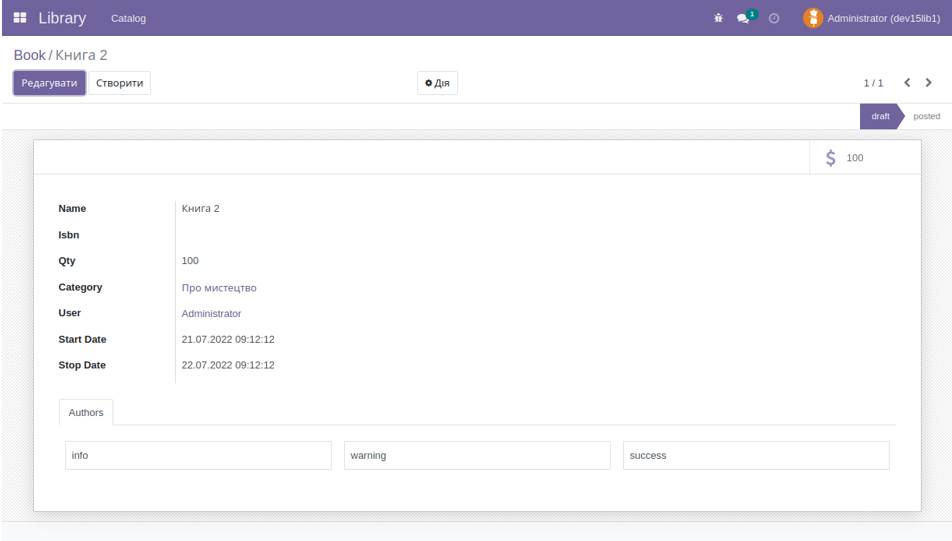 Library Catalog 1 Administrator (dev15lib1)
Book / Книга 2
Редагувати Створити Дія 1 / 1
draft posted
$ 100
Name Книга 2
Isbn
Qty 100
Category Про мистецтво
User Administrator
Start Date 21.07.2022 09:12:12
Stop Date 22.07.2022 09:12:12
Authors
info warning success